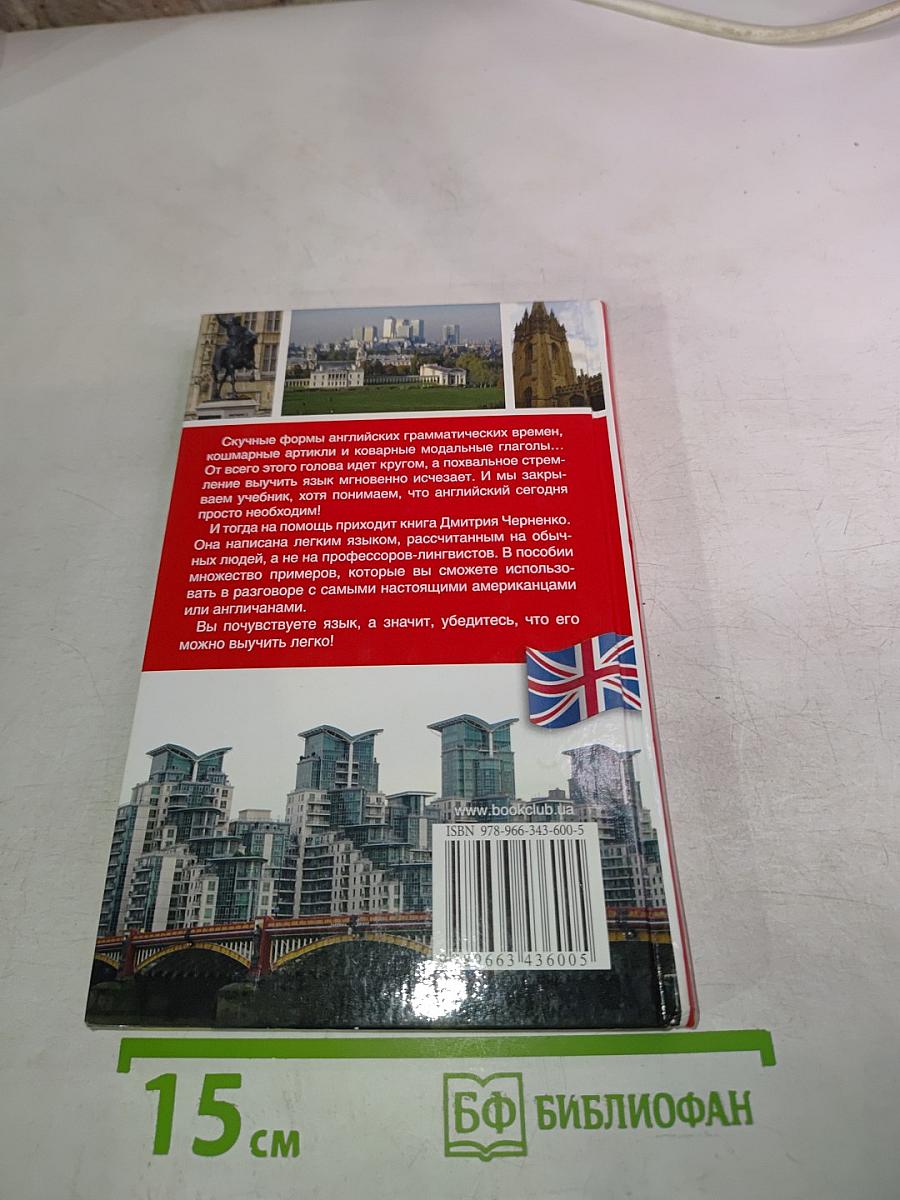 Скучные формы английских грамматических времен,
кошмарные артикли и коварные модальные глаголы...
От всего этого голова идет кругом, а похвальное стрем-
ление выучить язык мгновенно исчезает. И мы закры-
ваем учебник, хотя понимаем, что английский сегодня
просто необходим!
И тогда на помощь приходит книга Дмитрия Черненко.
Она написана легким языком, рассчитанным на обыч-
ных людей, а не на профессоров-лингвистов. В пособии
множество примеров, которые вы сможете использо-
вать в разговоре с самыми настоящими американцами
или англичанами.
Вы почувствуете язык, а значит, убедитесь, что его
можно выучить легко!
www.bookclub.ua
ISBN 978-966-343-600-5
9663 436005
15 см
БФ БИБЛИОФАН